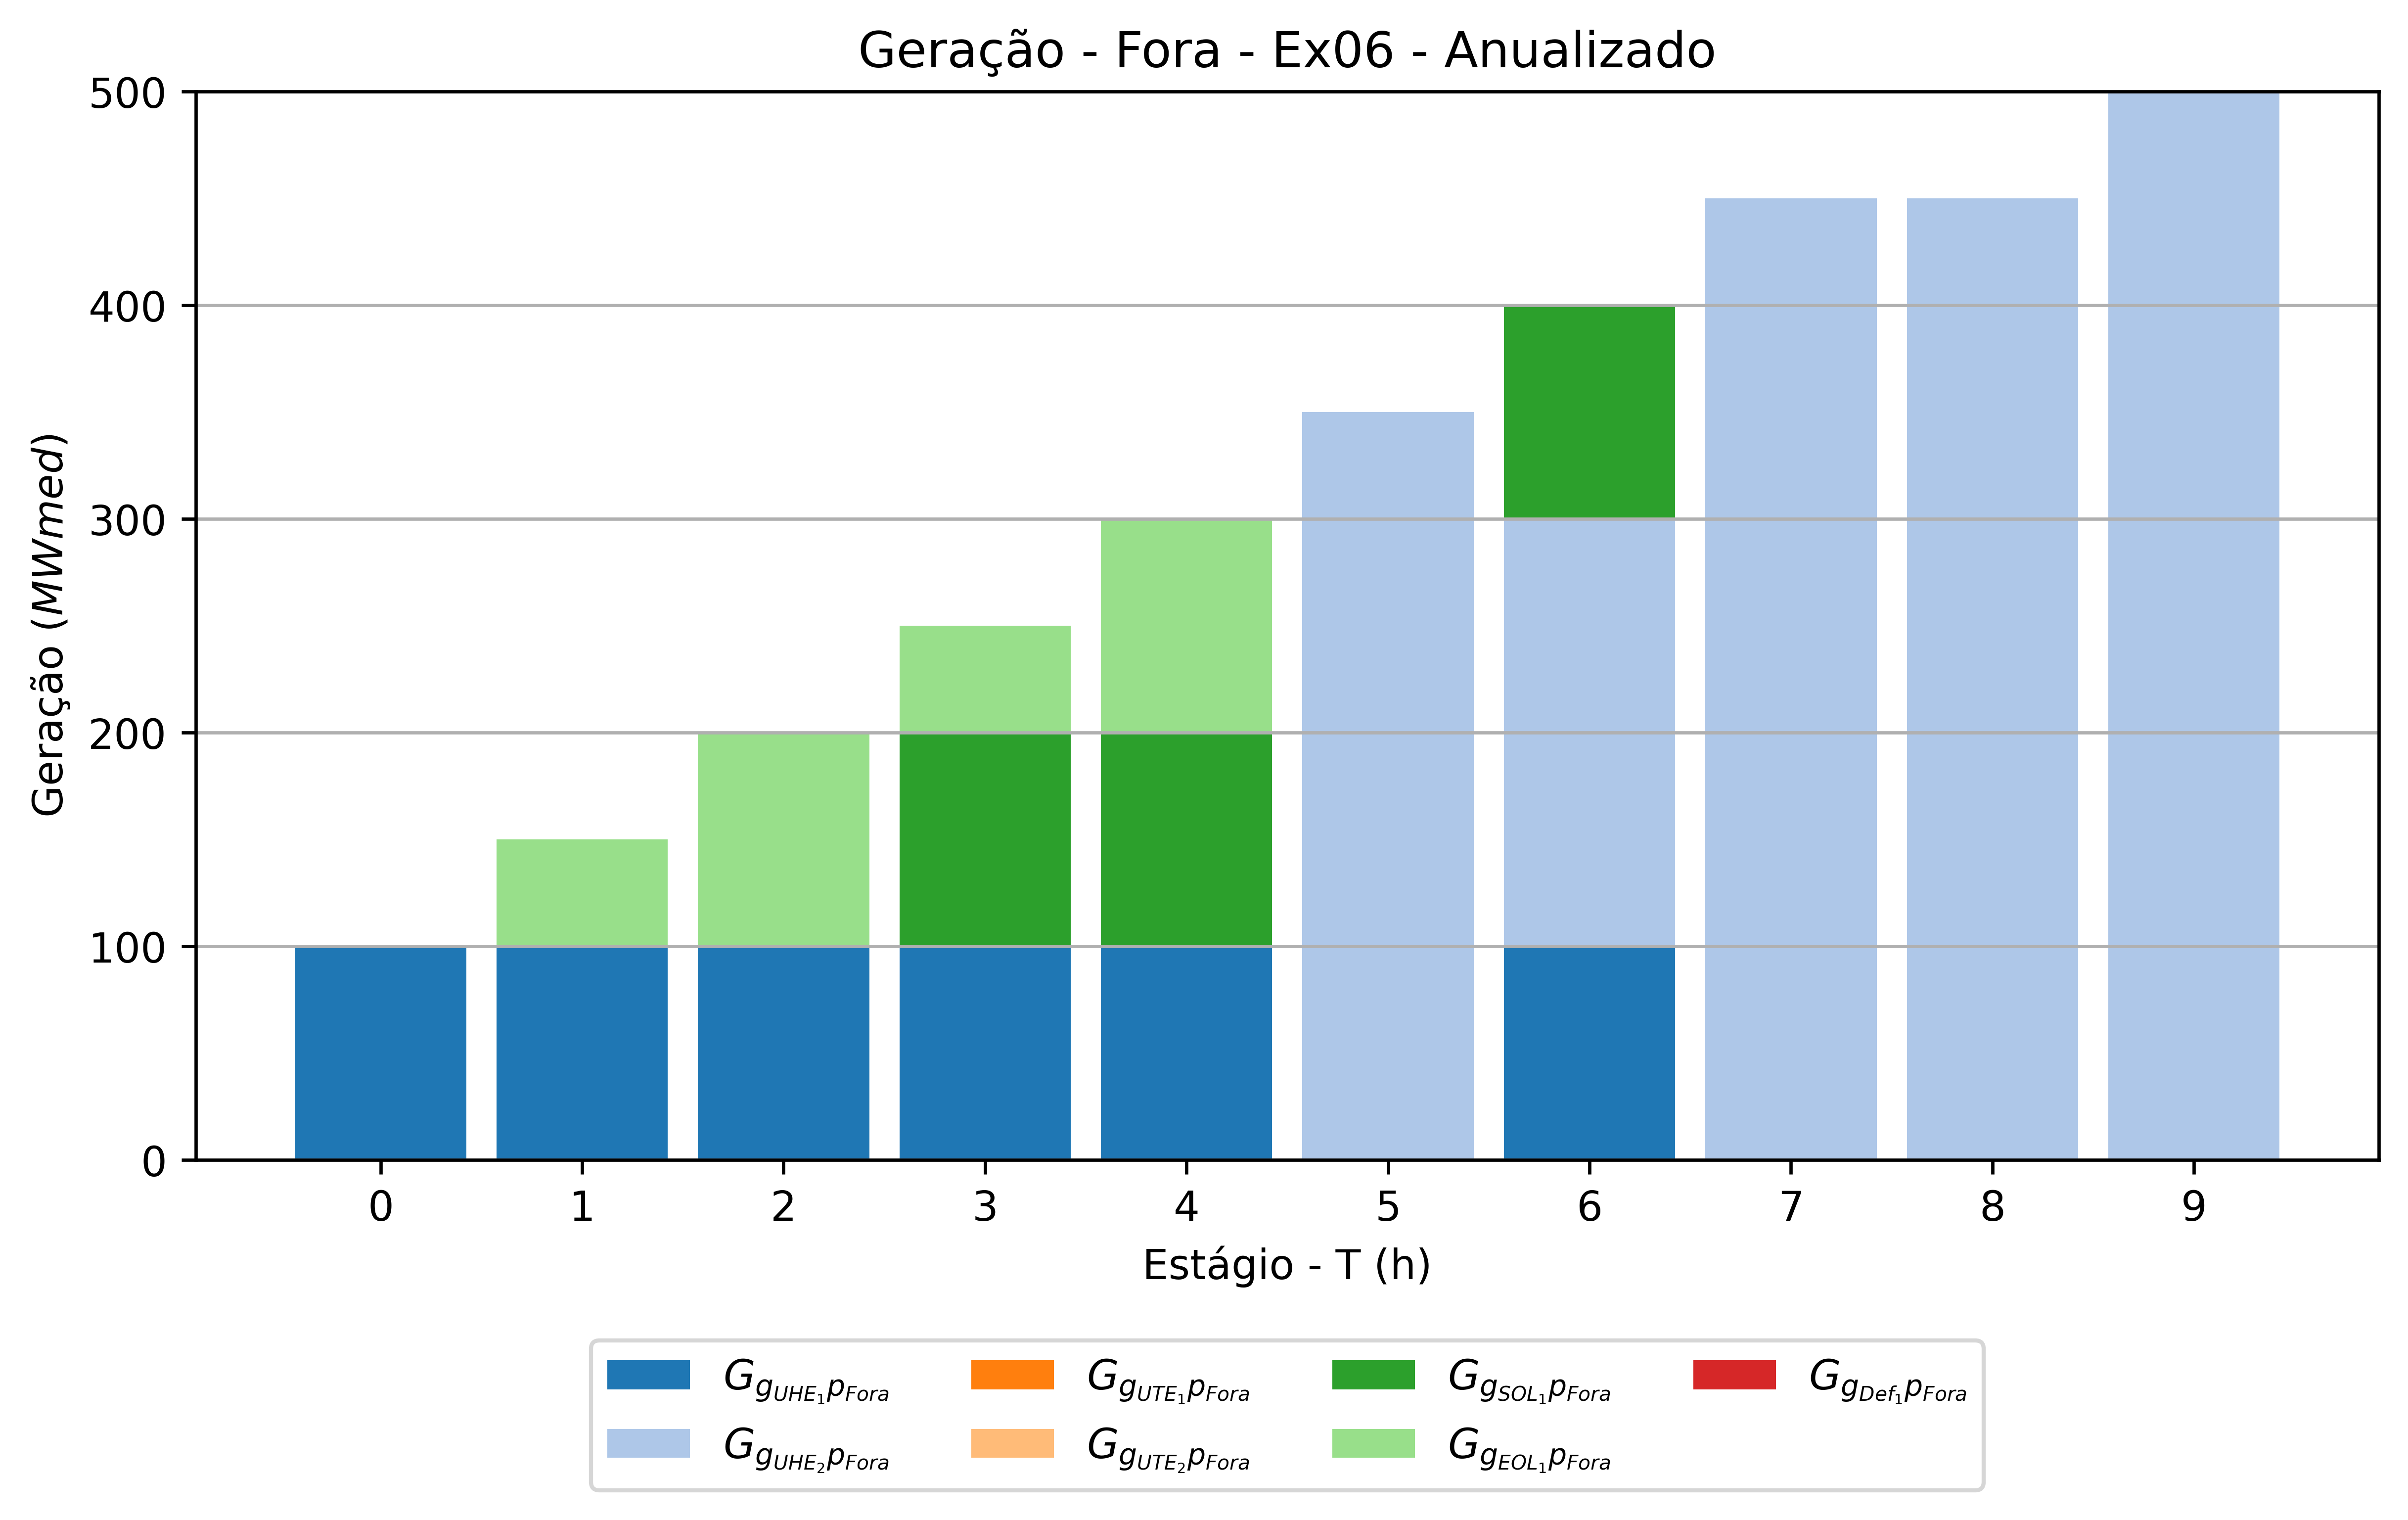 Geração - Fora - Ex06 - Anualizado
Geração (MWmed)
500
400
300
200
100
0
0 1 2 3 4 5 6 7 8 9
Estágio - T (h)
G_{g_{UHE_1}p_{Fora}} G_{g_{UTE_1}p_{Fora}} G_{g_{SOL_1}p_{Fora}} G_{g_{Def_1}p_{Fora}}
G_{g_{UHE_2}p_{Fora}} G_{g_{UTE_2}p_{Fora}} G_{g_{EOL_1}p_{Fora}}